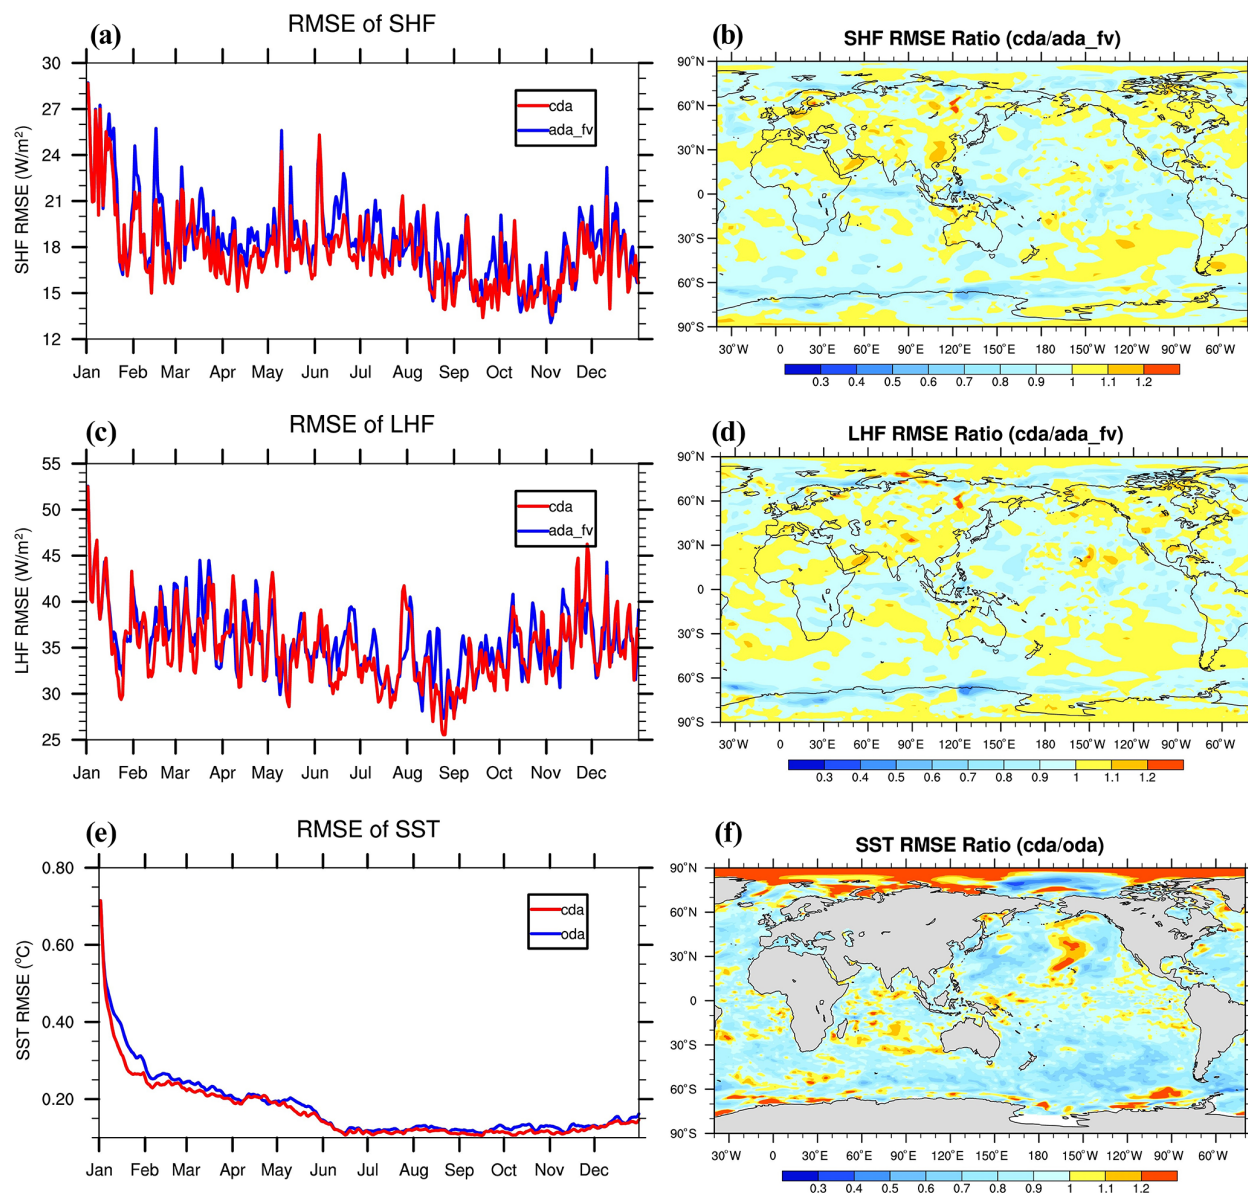 (a)
RMSE of SHF
SHF RMSE (W/m²)
30
27
24
21
18
15
12
cda
ada_fv
Jan Feb Mar Apr May Jun Jul Aug Sep Oct Nov Dec
(b)
SHF RMSE Ratio (cda/ada_fv)
90°N
60°N
30°N
0
30°S
60°S
90°S
30°W 0 30°E 60°E 90°E 120°E 150°E 180 150°W 120°W 90°W 60°W
0.3 0.4 0.5 0.6 0.7 0.8 0.9 1 1.1 1.2
(c)
RMSE of LHF
LHF RMSE (W/m²)
55
50
45
40
35
30
25
cda
ada_fv
Jan Feb Mar Apr May Jun Jul Aug Sep Oct Nov Dec
(d)
LHF RMSE Ratio (cda/ada_fv)
90°N
60°N
30°N
0
30°S
60°S
90°S
30°W 0 30°E 60°E 90°E 120°E 150°E 180 150°W 120°W 90°W 60°W
0.3 0.4 0.5 0.6 0.7 0.8 0.9 1 1.1 1.2
(e)
RMSE of SST
SST RMSE (°C)
0.80
0.60
0.40
0.20
cda
oda
Jan Feb Mar Apr May Jun Jul Aug Sep Oct Nov Dec
(f)
SST RMSE Ratio (cda/oda)
90°N
60°N
30°N
0
30°S
60°S
90°S
30°W 0 30°E 60°E 90°E 120°E 150°E 180 150°W 120°W 90°W 60°W
0.3 0.4 0.5 0.6 0.7 0.8 0.9 1 1.1 1.2